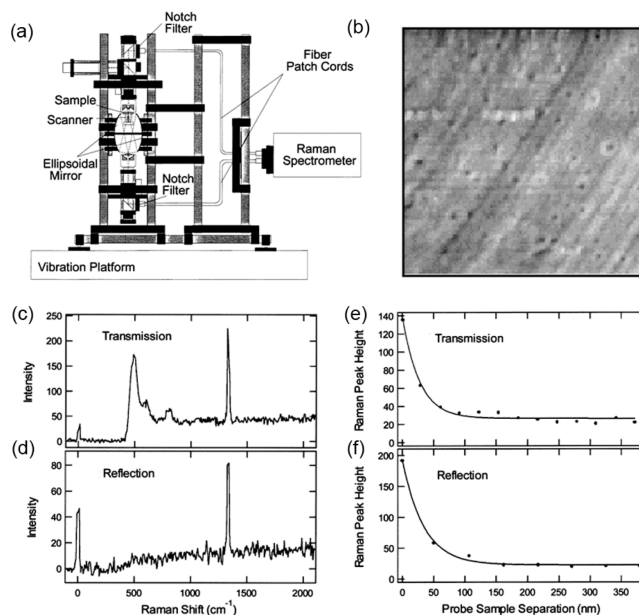 (a)
Notch
Filter
Sample
Scanner
Ellipsoidal
Mirror
Notch
Filter
Fiber
Patch Cords
Raman
Spectrometer
Vibration Platform
(b)
(c)
250
200
150
100
50
0
Intensity
Transmission
(d)
80
60
40
20
0
Intensity
Reflection
0
500
1000
1500
2000
Raman Shift (cm⁻¹)
(e)
140
120
100
80
60
40
20
0
Raman Peak Height
Transmission
(f)
200
150
100
50
0
Raman Peak Height
Reflection
0
50
100
150
200
250
300
350
Probe Sample Separation (nm)